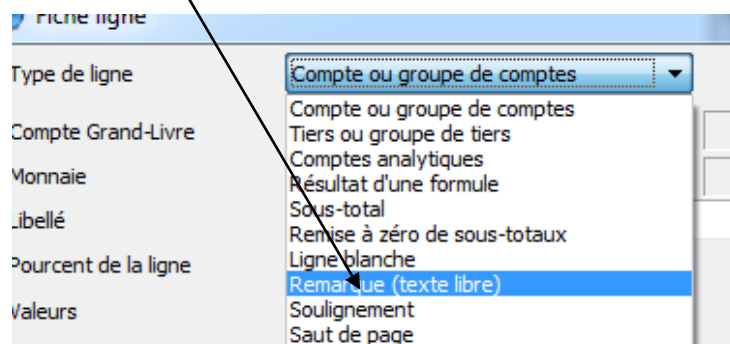 Fiche ligne
Type de ligne
Compte ou groupe de comptes
Compte ou groupe de comptes
Compte Grand-Livre
Tiers ou groupe de tiers
Comptes analytiques
Monnaie
Résultat d'une formule
Libellé
Sous-total
Remise à zéro de sous-totaux
Pourcent de la ligne
Ligne blanche
Remarque (texte libre)
Valeurs
Soulignement
Saut de page